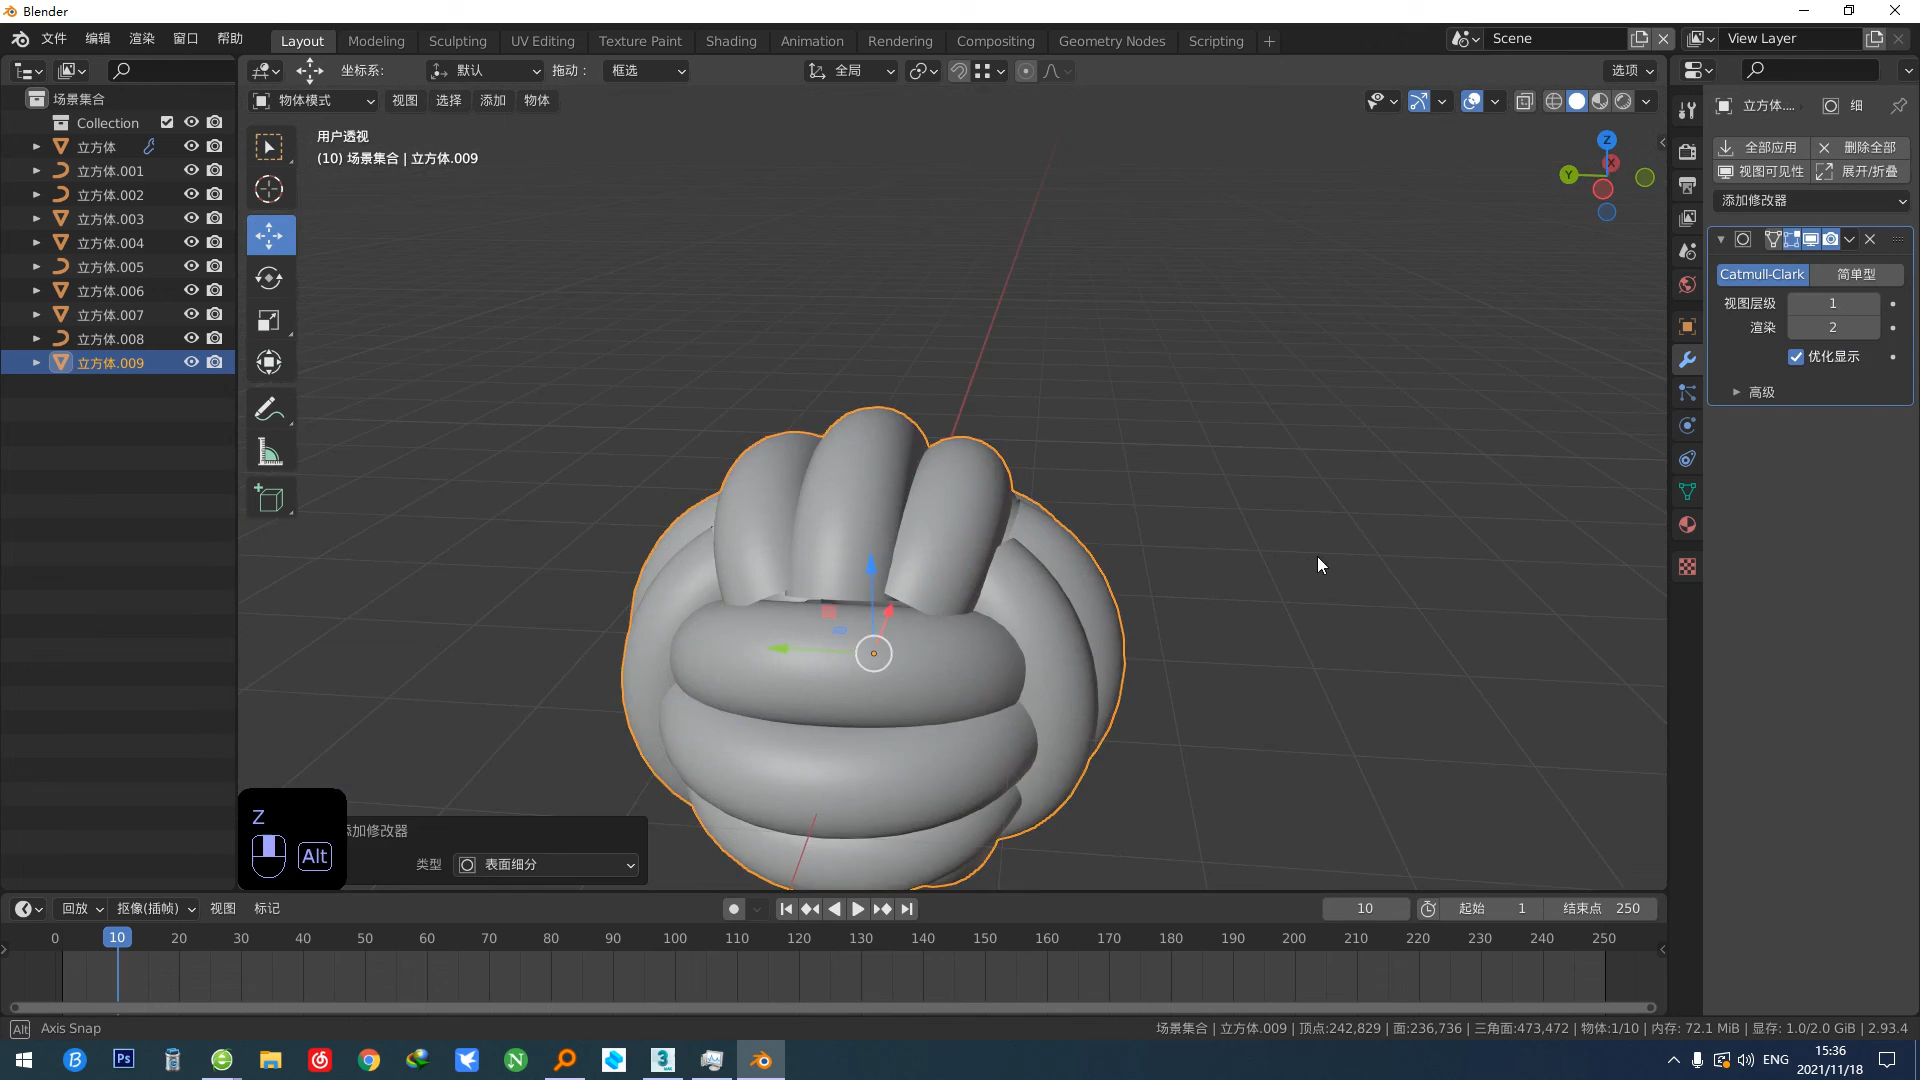 Blender
文件 编辑 渲染 窗口 帮助 Layout Modeling Sculpting UV Editing Texture Paint Shading Animation Rendering Compositing Geometry Nodes Scripting + Scene View Layer
坐标系: 默认 拖动: 框选 全局 选项
物体模式 视图 选择 添加 物体
场景集合
Collection
立方体
立方体.001
立方体.002
立方体.003
立方体.004
立方体.005
立方体.006
立方体.007
立方体.008
立方体.009
用户透视
(10) 场景集合 | 立方体.009
Z
X
Y
立方体.... 细
全部应用 删除全部
视图可见性 展开/折叠
添加修改器
Catmull-Clark 简单型
视图层级 1
渲染 2
优化显示
高级
Z
Alt
添加修改器
类型 表面细分
回放 抠像(插帧) 视图 标记 10 起始 1 结束点 250
0 10 20 30 40 50 60 70 80 90 100 110 120 130 140 150 160 170 180 190 200 210 220 230 240 250
Alt Axis Snap
场景集合 | 立方体.009 | 顶点:242,829 | 面:236,736 | 三角面:473,472 | 物体:1/10 | 内存: 72.1 MiB | 显存: 1.0/2.0 GiB | 2.93.4
Ps
ENG
15:36
2021/11/18